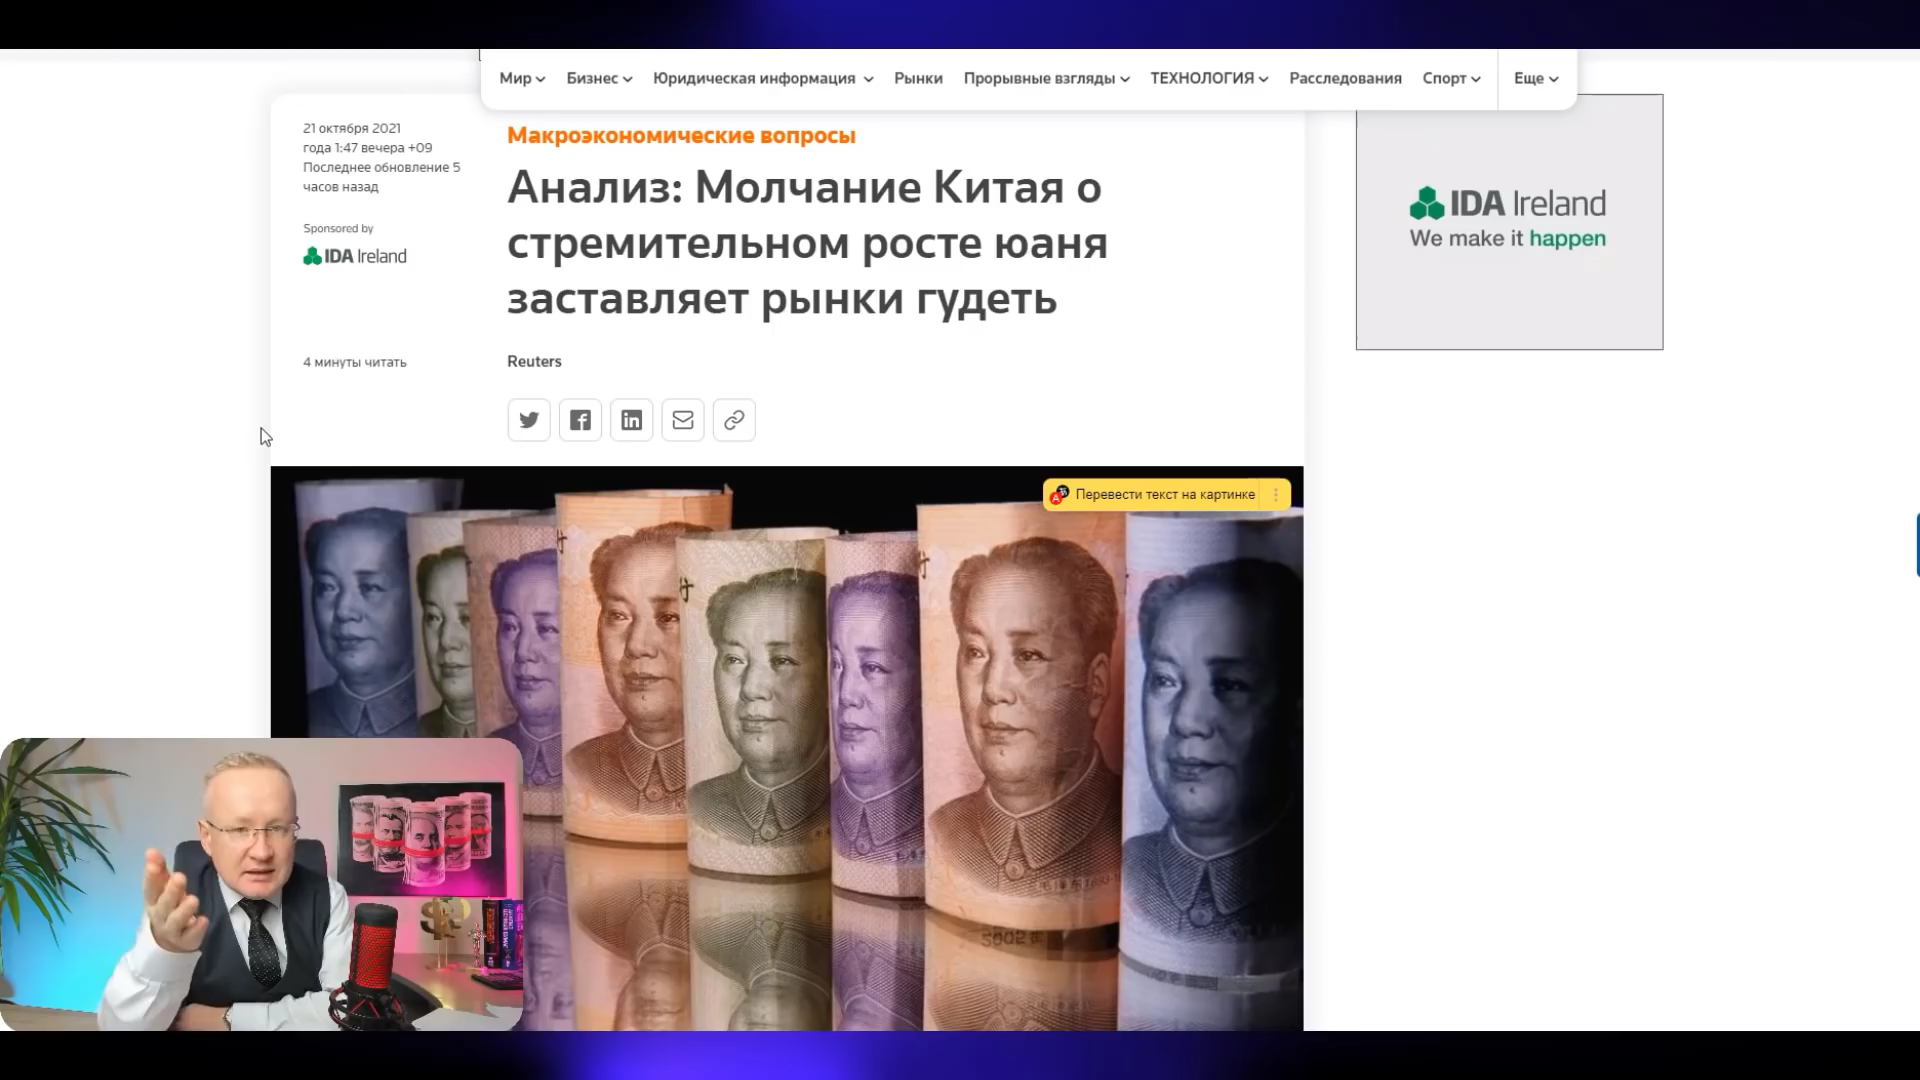 Мир
Бизнес
Юридическая информация
Рынки
Прорывные взгляды
ТЕХНОЛОГИЯ
Расследования
Спорт
Еще
21 октября 2021
года 1:47 вечера +09
Последнее обновление 5
часов назад
Sponsored by
IDA Ireland
4 минуты читать
Макроэкономические вопросы
Анализ: Молчание Китая о
стремительном росте юаня
заставляет рынки гудеть
Reuters
IDA Ireland
We make it happen
Перевести текст на картинке